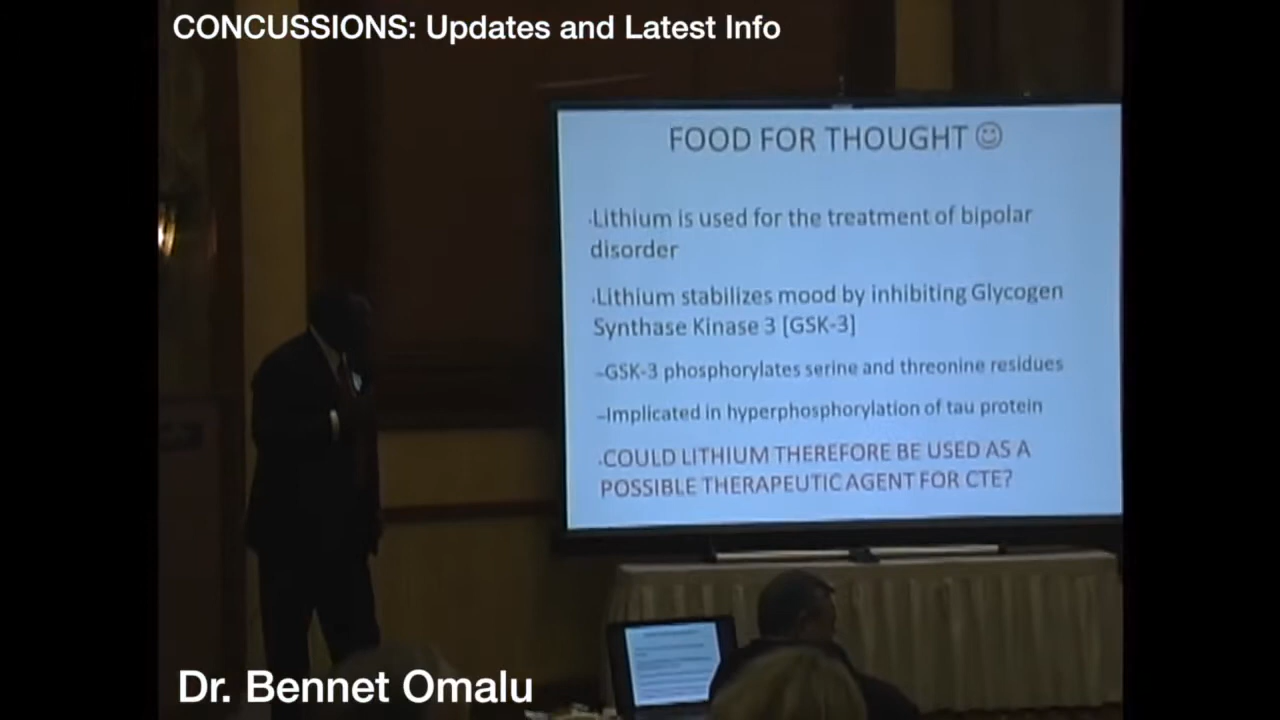 CONCUSSIONS: Updates and Latest Info
FOOD FOR THOUGHT ☺
·Lithium is used for the treatment of bipolar
disorder
·Lithium stabilizes mood by inhibiting Glycogen
Synthase Kinase 3 [GSK-3]
–GSK-3 phosphorylates serine and threonine residues
–Implicated in hyperphosphorylation of tau protein
·COULD LITHIUM THEREFORE BE USED AS A
POSSIBLE THERAPEUTIC AGENT FOR CTE?
Dr. Bennet Omalu